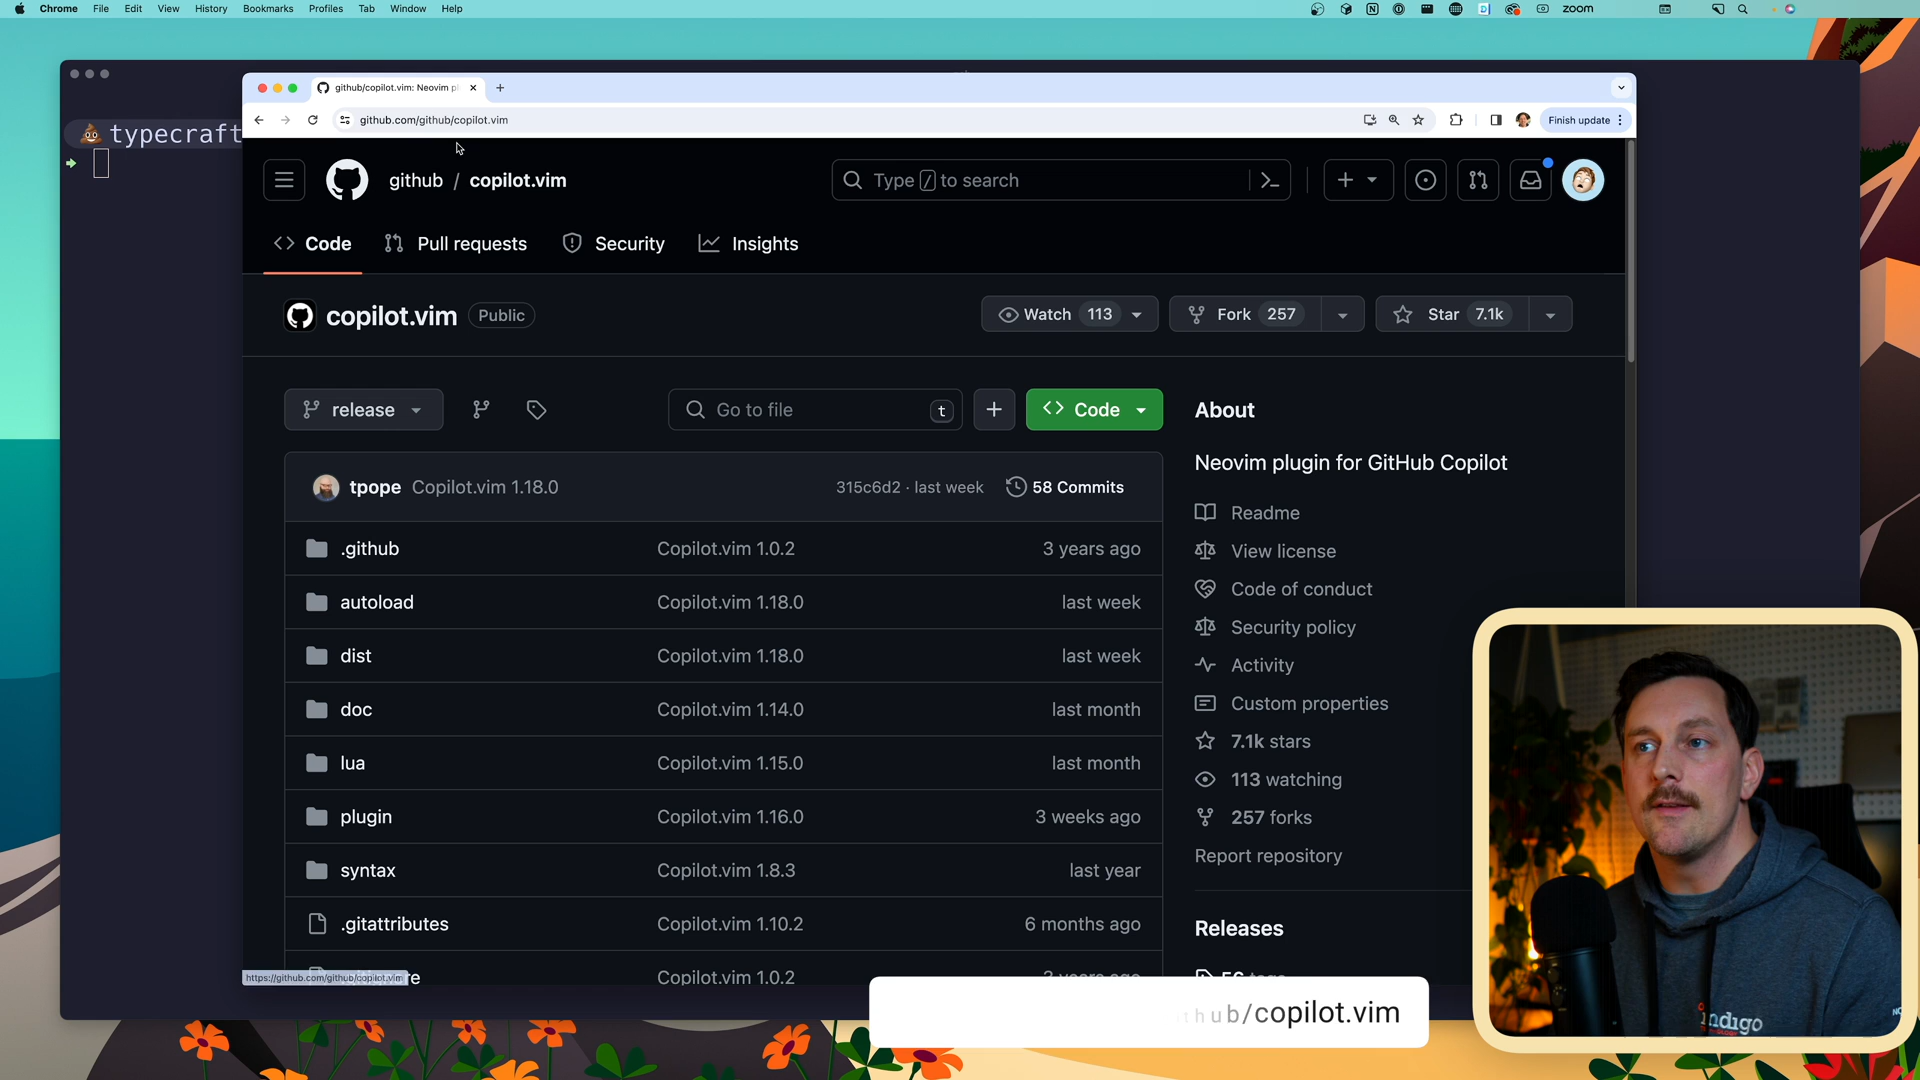 Chrome File Edit View History Bookmarks Profiles Tab Window Help
zoom
github/copilot.vim: Neovim pl
github.com/github/copilot.vim
Finish update
typecraft
github / copilot.vim
Type / to search
Code Pull requests Security Insights
copilot.vim Public
Watch 113 Fork 257 Star 7.1k
release Go to file t Code
tpope Copilot.vim 1.18.0 315c6d2 · last week 58 Commits
.github Copilot.vim 1.0.2 3 years ago
autoload Copilot.vim 1.18.0 last week
dist Copilot.vim 1.18.0 last week
doc Copilot.vim 1.14.0 last month
lua Copilot.vim 1.15.0 last month
plugin Copilot.vim 1.16.0 3 weeks ago
syntax Copilot.vim 1.8.3 last year
.gitattributes Copilot.vim 1.10.2 6 months ago
Copilot.vim 1.0.2 3 years ago
https://github.com/github/copilot.vim
About
Neovim plugin for GitHub Copilot
Readme
View license
Code of conduct
Security policy
Activity
Custom properties
7.1k stars
113 watching
257 forks
Report repository
Releases
56 tags
thub/copilot.vim
indigo